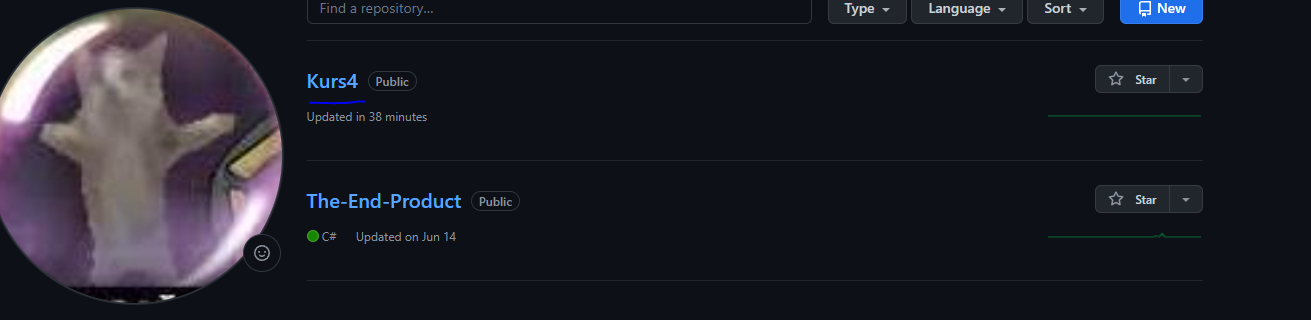 Find a repository...
Type
Language
Sort
New
Kurs4 Public
Star
Updated in 38 minutes
The-End-Product Public
Star
C# Updated on Jun 14